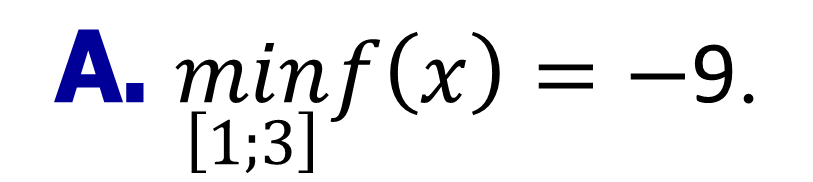 A. min f(x) = −9.
[1;3]